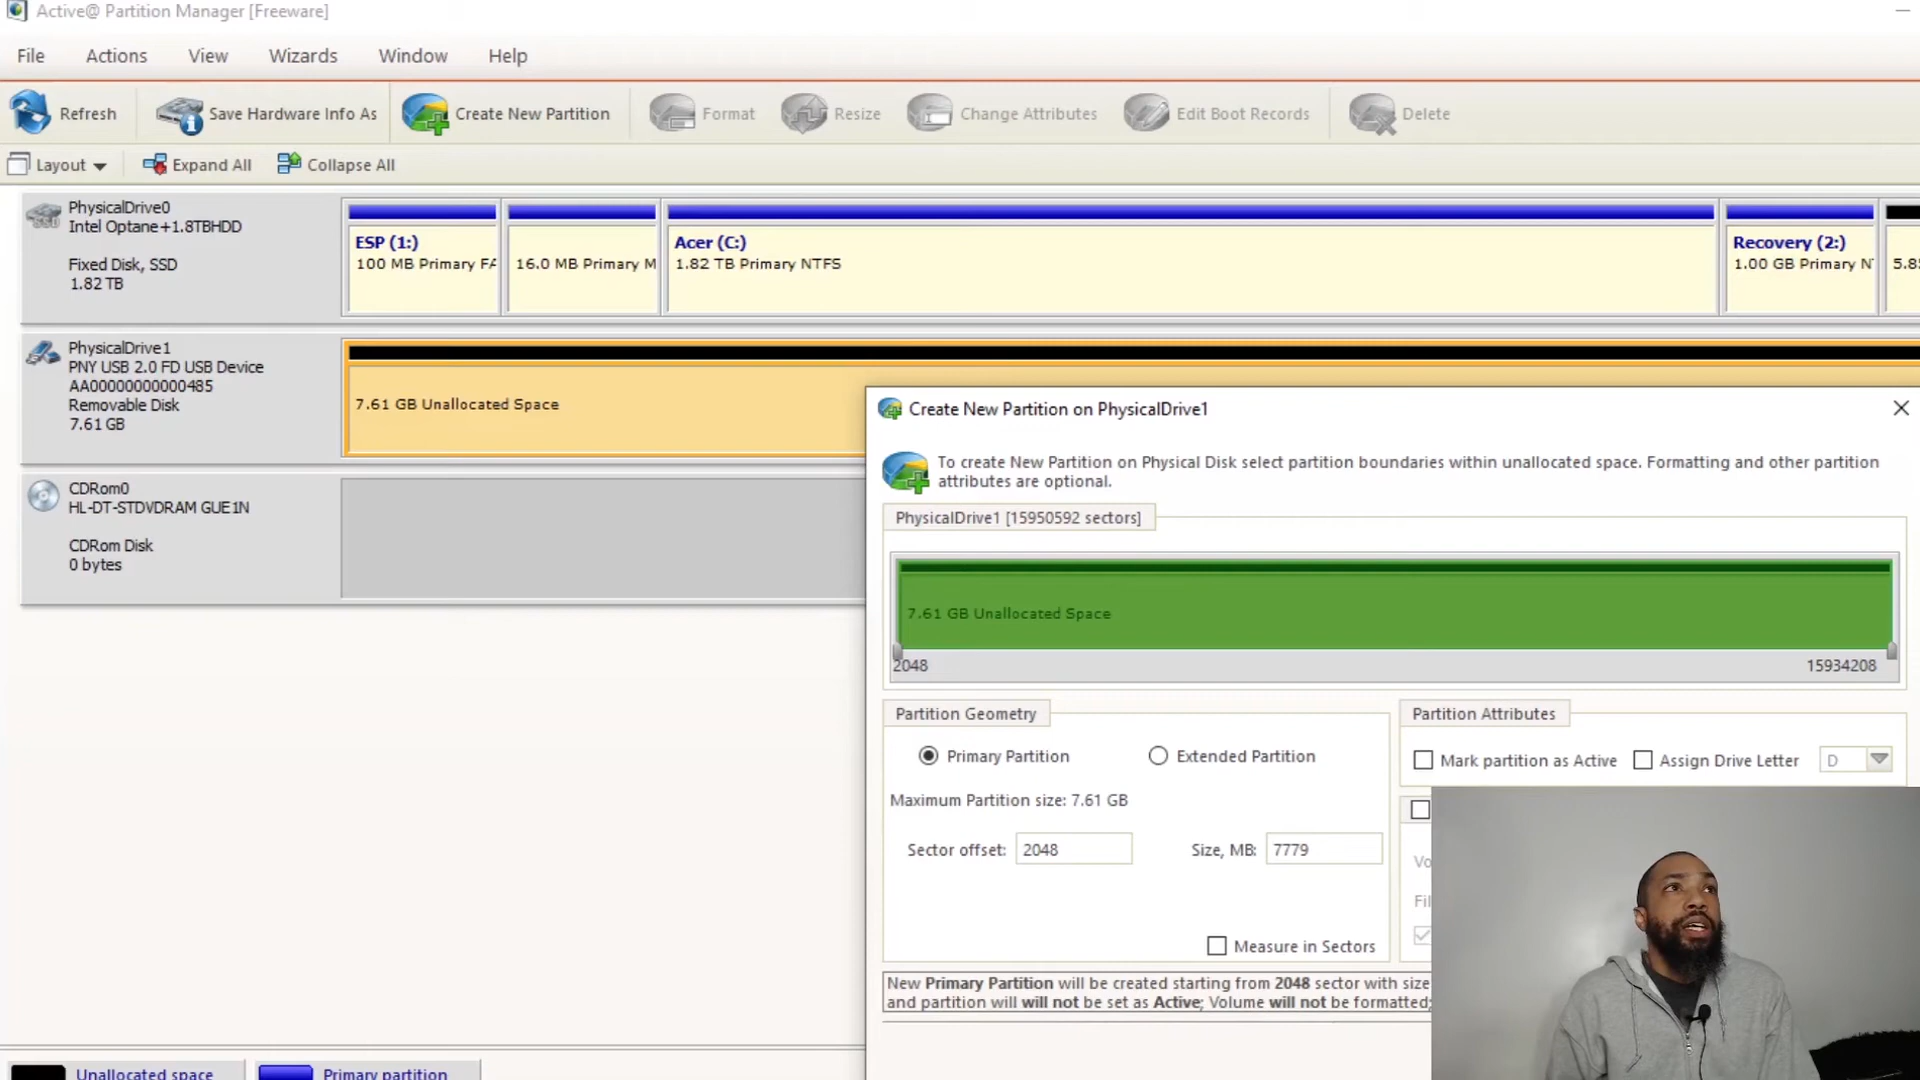 Active@ Partition Manager [Freeware]
File Actions View Wizards Window Help
Refresh Save Hardware Info As Create New Partition Format Resize Change Attributes Edit Boot Records Delete
Layout Expand All Collapse All
PhysicalDrive0
Intel Optane+1.8TBHDD
Fixed Disk, SSD
1.82 TB
ESP (1:)
100 MB Primary FA
16.0 MB Primary M
Acer (C:)
1.82 TB Primary NTFS
Recovery (2:)
1.00 GB Primary N
5.8
PhysicalDrive1
PNY USB 2.0 FD USB Device
AA00000000000485
Removable Disk
7.61 GB
7.61 GB Unallocated Space
CDRom0
HL-DT-STDVDRAM GUE1N
CDRom Disk
0 bytes
Create New Partition on PhysicalDrive1
To create New Partition on Physical Disk select partition boundaries within unallocated space. Formatting and other partition
attributes are optional.
PhysicalDrive1 [15950592 sectors]
7.61 GB Unallocated Space
2048 15934208
Partition Geometry
Primary Partition Extended Partition
Maximum Partition size: 7.61 GB
Sector offset: 2048 Size, MB: 7779
Measure in Sectors
Partition Attributes
Mark partition as Active Assign Drive Letter D
Vo
Fil
New Primary Partition will be created starting from 2048 sector with size
and partition will will not be set as Active; Volume will not be formatted;
Unallocated space Primary partition